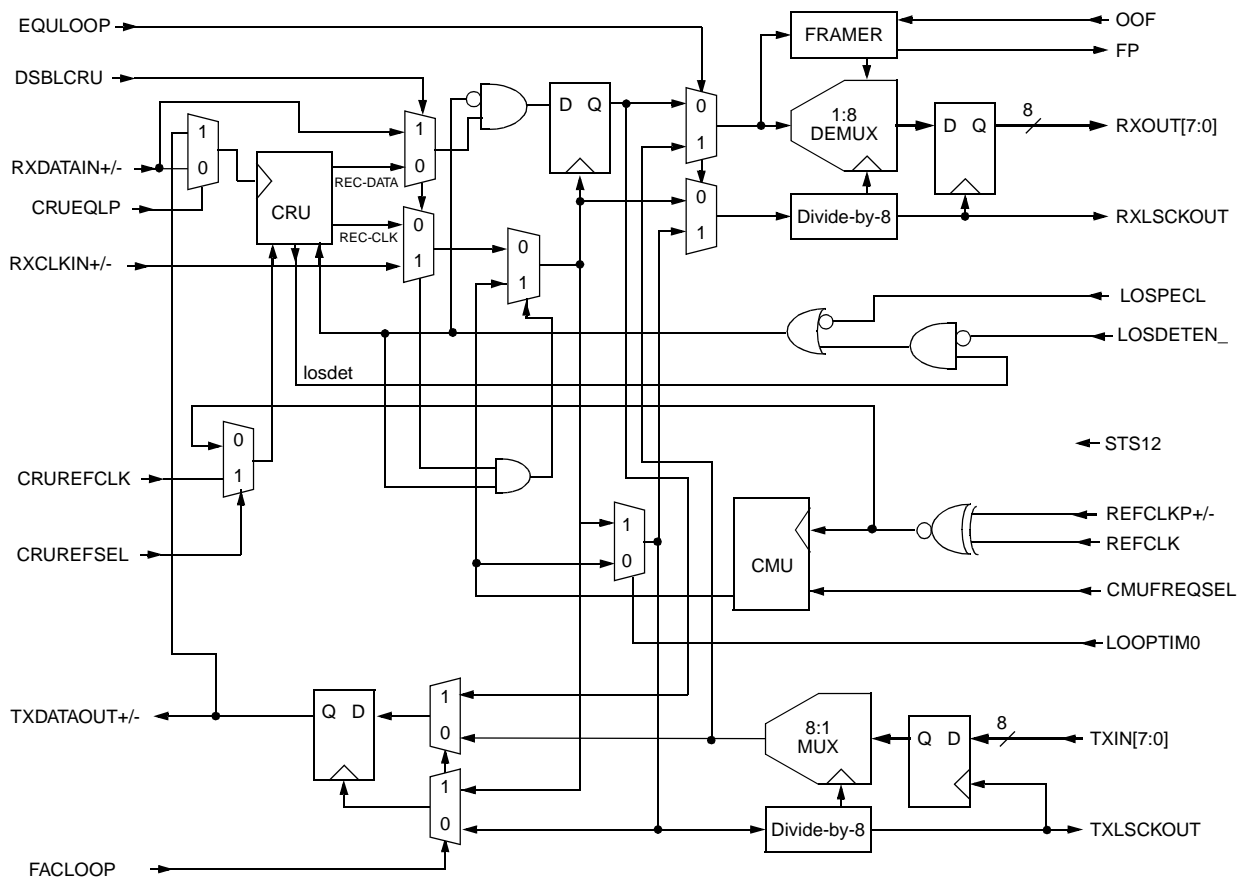 EQULOOP
OOF
FRAMER
FP
DSBLCRU
D Q
0
1
1:8
DEMUX
D Q
8
RXOUT[7:0]
1
0
1
0
RXDATAIN+/-
REC-DATA
CRUEQLP
CRU
0
1
Divide-by-8
RXLSCKOUT
REC-CLK
0
1
0
1
RXCLKIN+/-
LOSPECL
LOSDETEN_
losdet
0
1
STS12
CRUREFCLK
REFCLKP+/-
REFCLK
1
0
CRUREFSEL
CMU
CMUFREQSEL
LOOPTIM0
TXDATAOUT+/-
Q D
1
0
8:1
MUX
Q D
8
TXIN[7:0]
1
0
Divide-by-8
TXLSCKOUT
FACLOOP